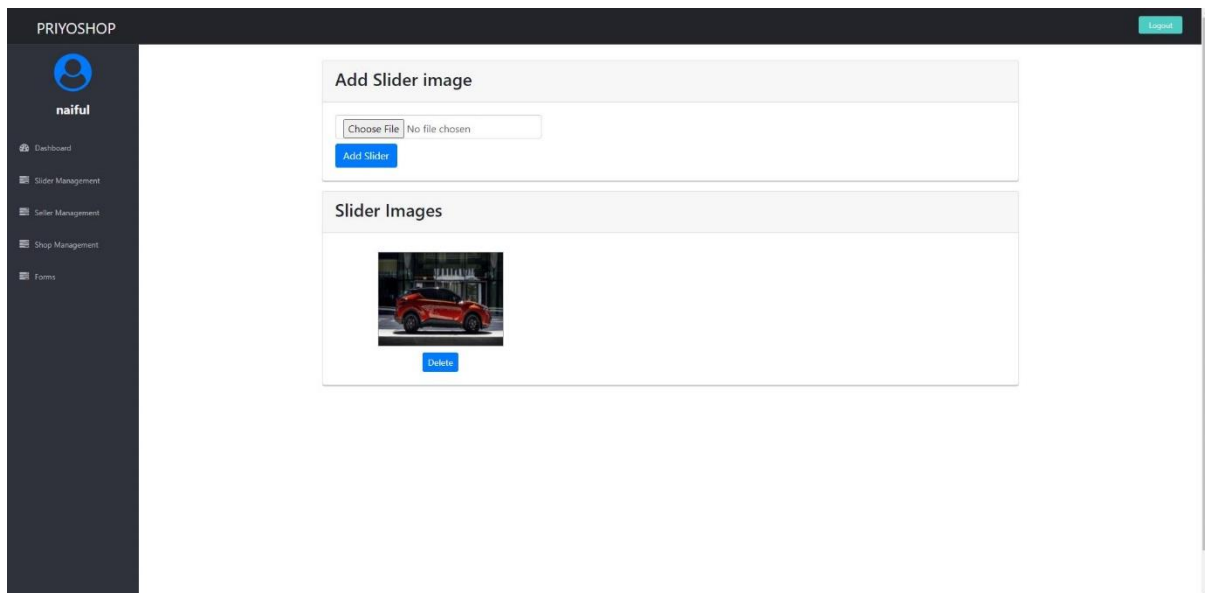 PRIYOSHOP
Logout
naiful
Dashboard
Slider Management
Seller Management
Shop Management
Forms
Add Slider image
Choose File No file chosen
Add Slider
Slider Images
Delete